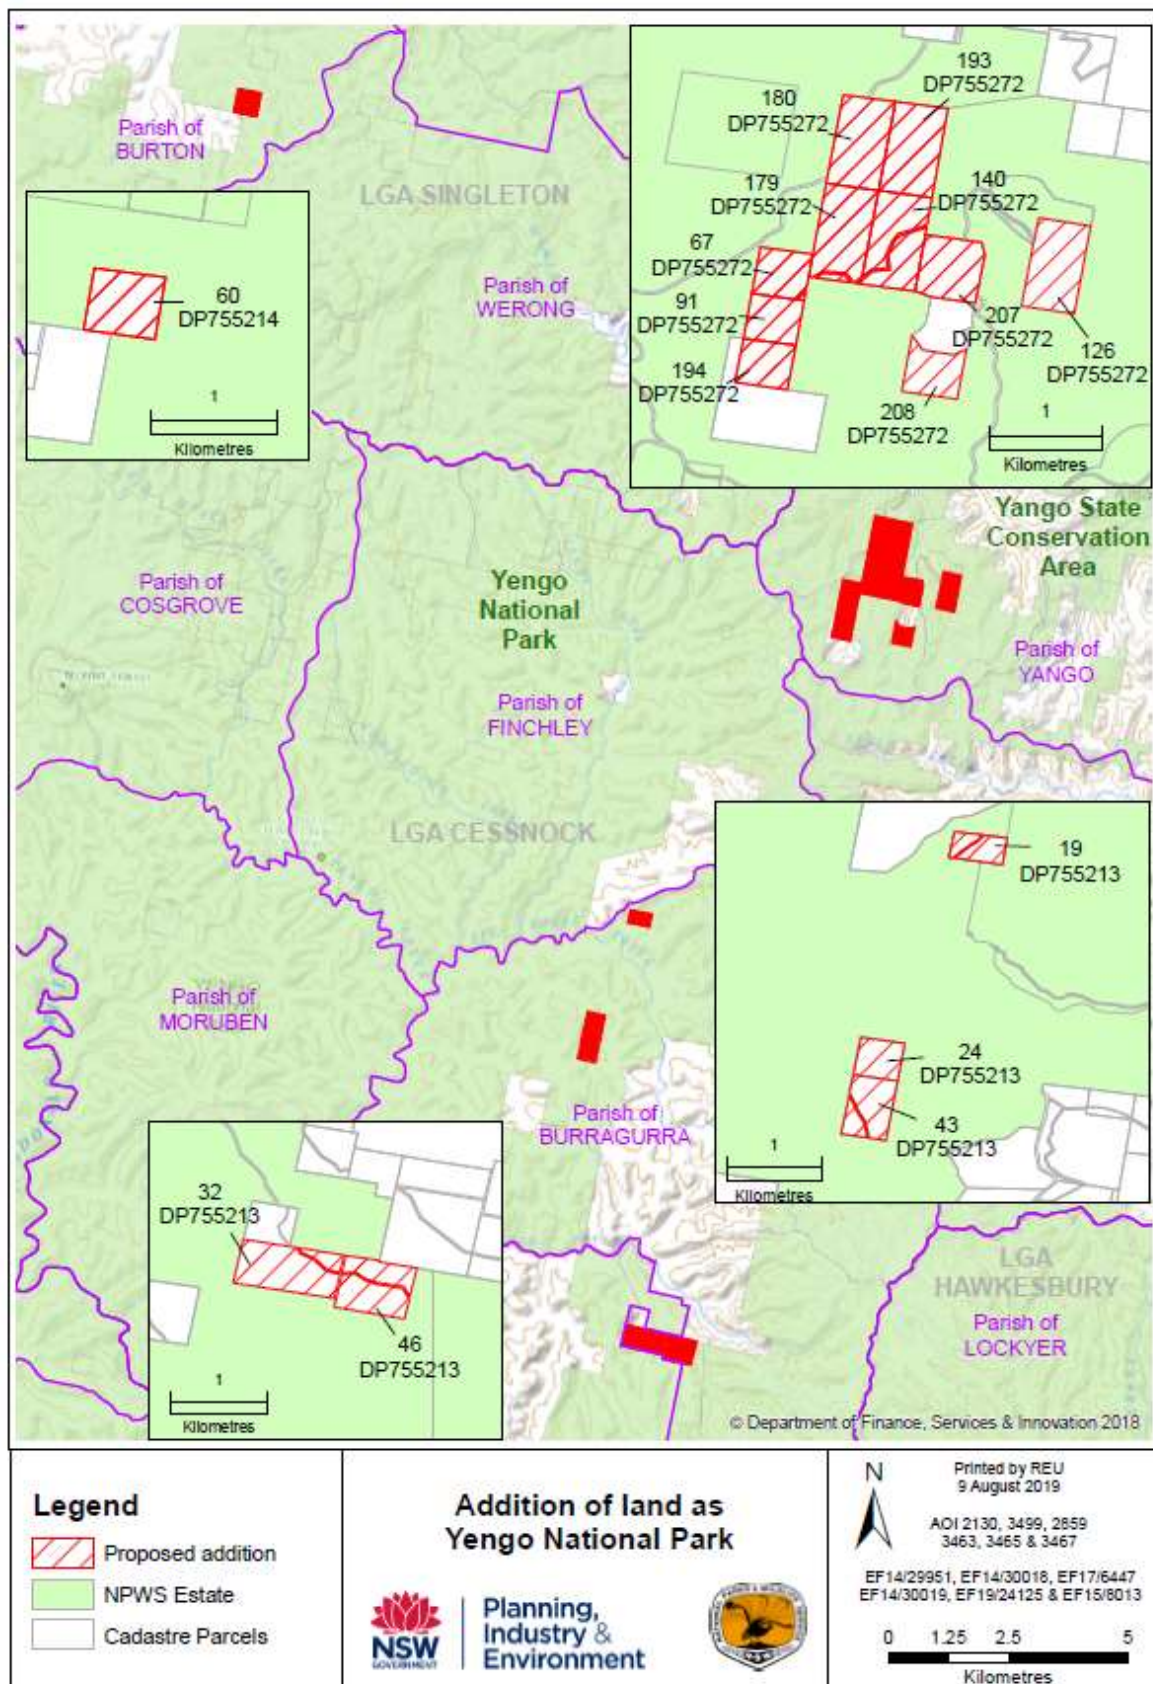 Parish of
BURTON
LGA SINGLETON
Parish of
WERONG
193
DP755272
180
DP755272
179
DP755272
140
DP755272
67
DP755272
91
DP755272
194
DP755272
207
DP755272
126
DP755272
208
DP755272
1
Kilometres
60
DP755214
1
Kilometres
Yango State
Conservation
Area
Parish of
COSGROVE
Yengo
National
Park
Parish of
YANGO
Parish of
FINCHLEY
LGA CESSNOCK
19
DP755213
24
DP755213
43
DP755213
1
Kilometres
Parish of
MORUBEN
Parish of
BURRAGURRA
32
DP755213
46
DP755213
1
Kilometres
LGA
HAWKESBURY
Parish of
LOCKYER
© Department of Finance, Services & Innovation 2018
Legend
Proposed addition
NPWS Estate
Cadastre Parcels
Addition of land as
Yengo National Park
NSW
GOVERNMENT
Planning,
Industry &
Environment
N
Printed by REU
9 August 2019
AOI 2130, 3499, 2859
3463, 3465 & 3467
EF14/29951, EF14/30018, EF17/6447
EF14/30019, EF19/24125 & EF15/8013
0 1.25 2.5 5
Kilometres